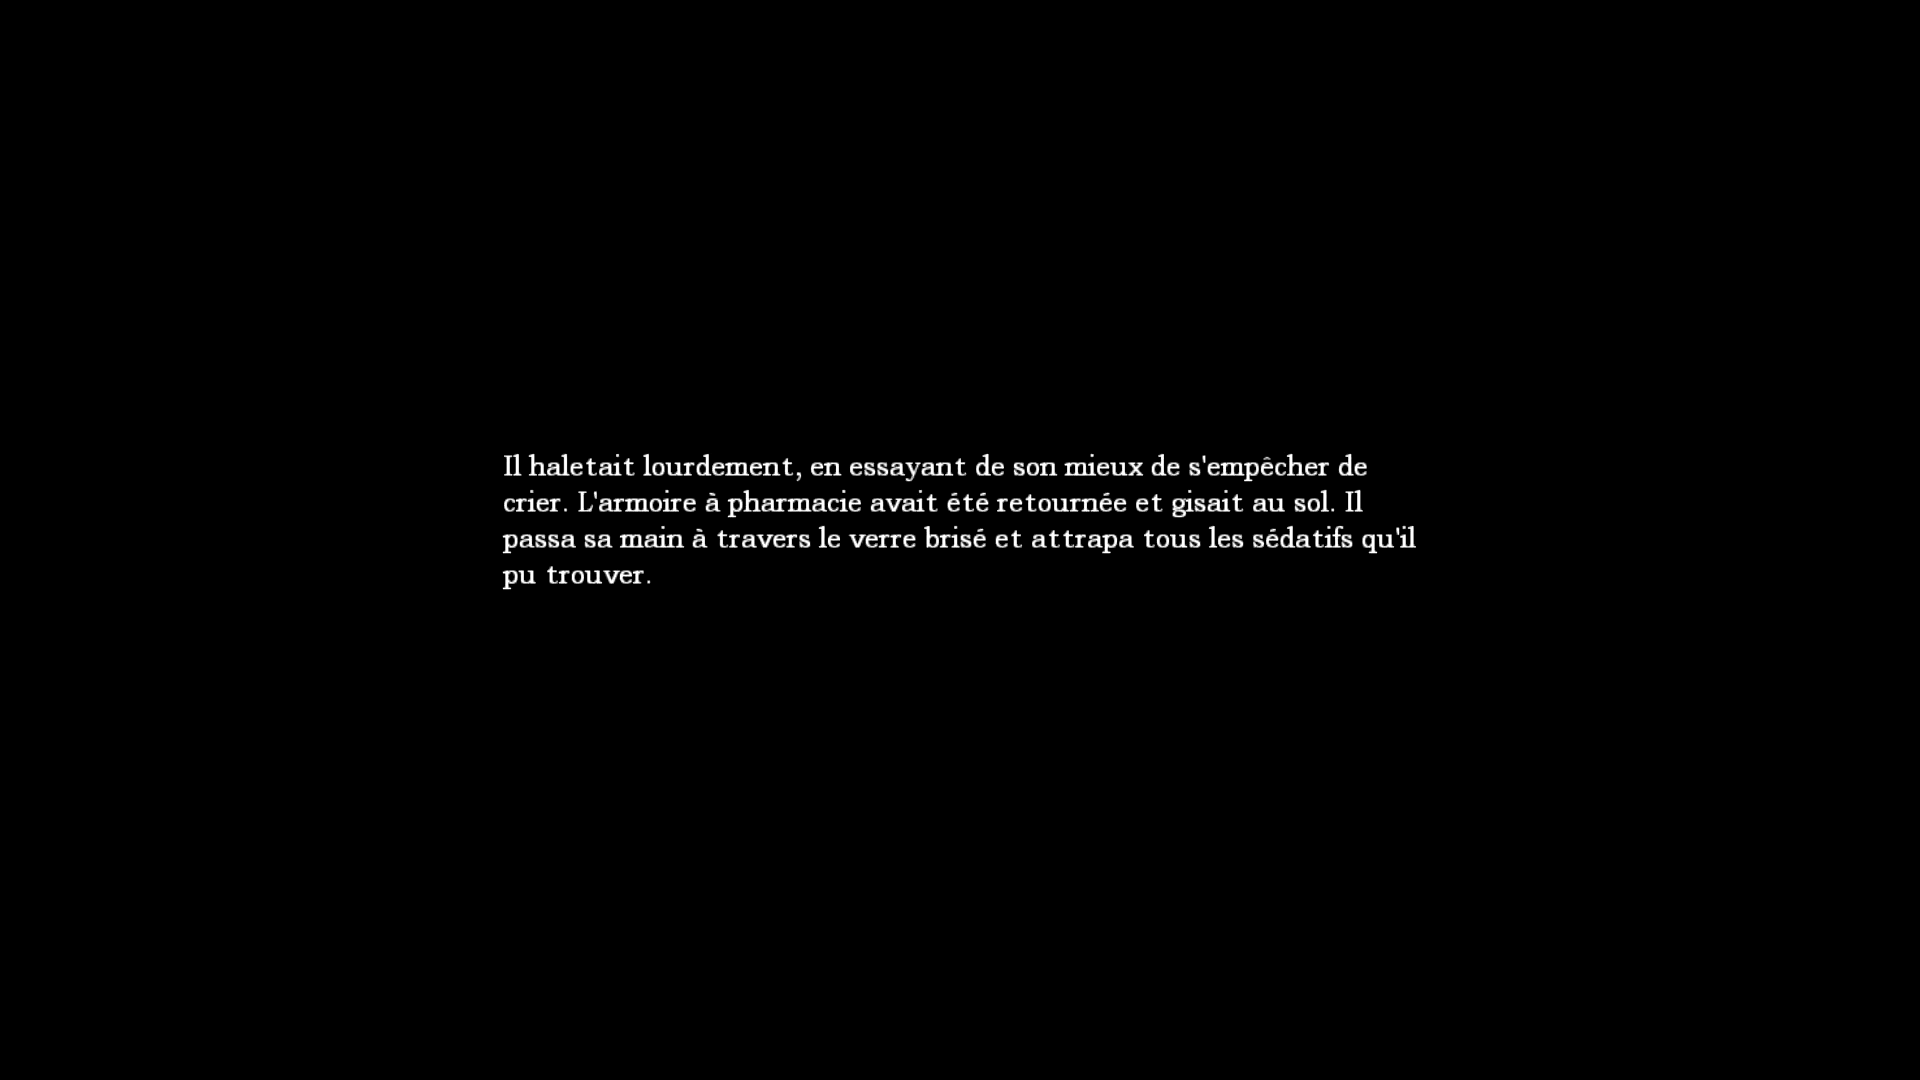 Il haletait lourdement, en essayant de son mieux de s'empêcher de
crier. L'armoire à pharmacie avait été retournée et gisait au sol. Il
passa sa main à travers le verre brisé et attrapa tous les sédatifs qu'il
pu trouver.